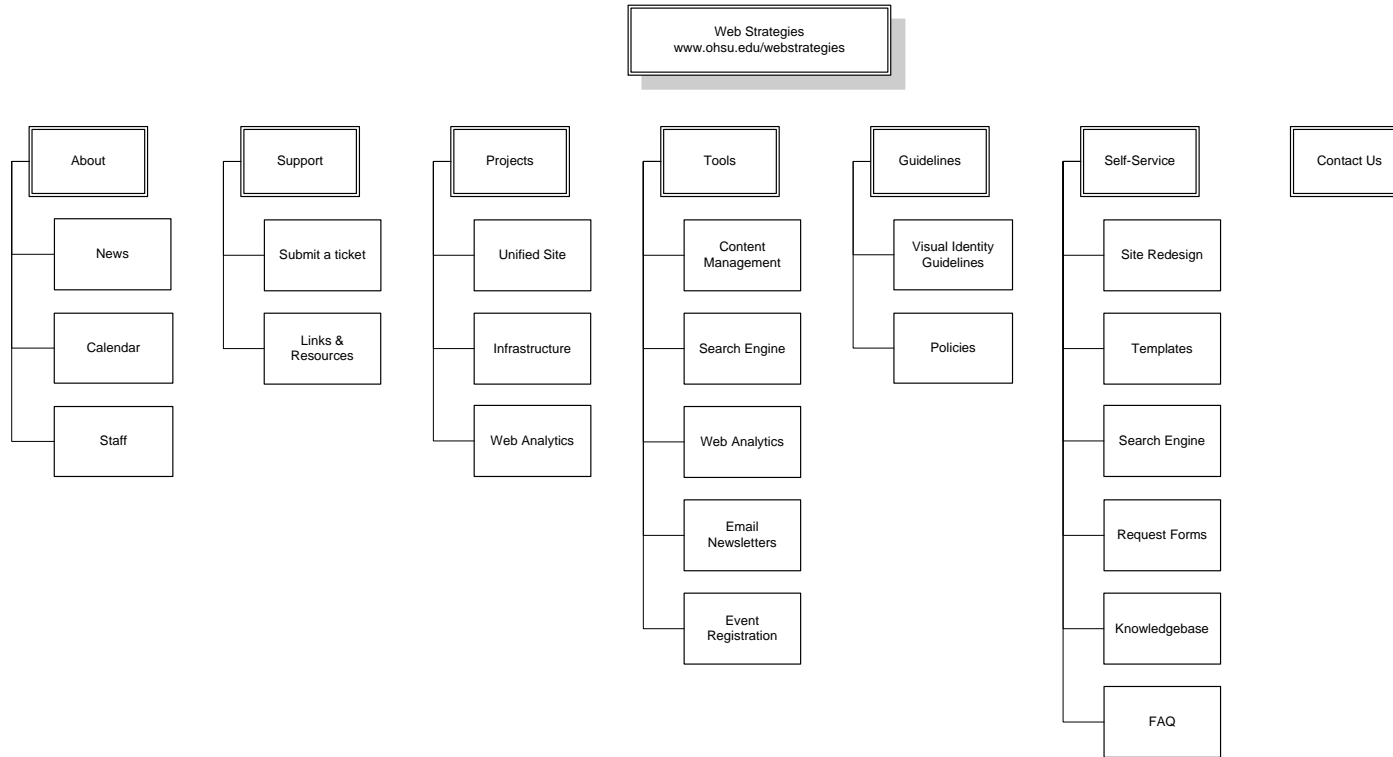 Web Strategies
www.ohsu.edu/webstrategies
About
News
Calendar
Staff
Support
Submit a ticket
Links &
Resources
Projects
Unified Site
Infrastructure
Web Analytics
Tools
Content
Management
Search Engine
Web Analytics
Email
Newsletters
Event
Registration
Guidelines
Visual Identity
Guidelines
Policies
Self-Service
Site Redesign
Templates
Search Engine
Request Forms
Knowledgebase
FAQ
Contact Us